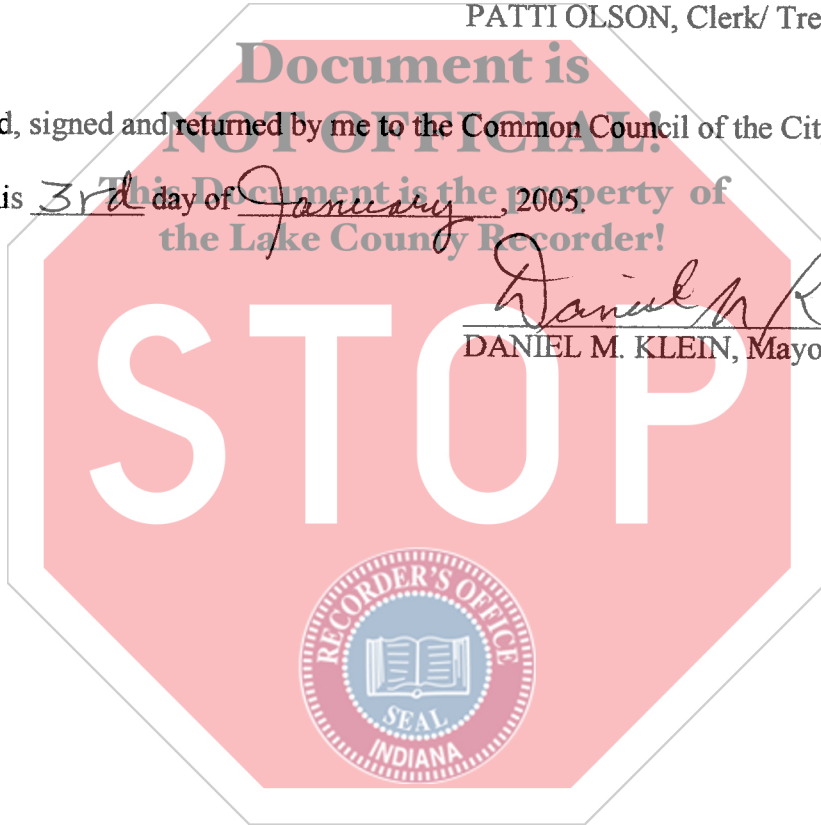 PATTI OLSON, Clerk/ Tre
Document is
NOT OFFICIAL!
d, signed and returned by me to the Common Council of the Cit
is 3rd day of January, 2005.
This Document is the property of
the Lake County Recorder!
DANIEL M. KLEIN, Mayo
STOP
RECORDER'S OFFICE
SEAL
INDIANA